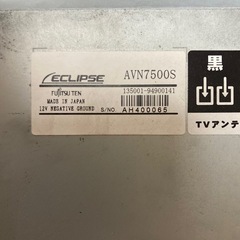 ECLIPSE AVN7500S
FUJITSU TEN 135001-94900141
MADE IN JAPAN
12V NEGATIVE GROUND S/NO. AH400065
黒
TVアンテ